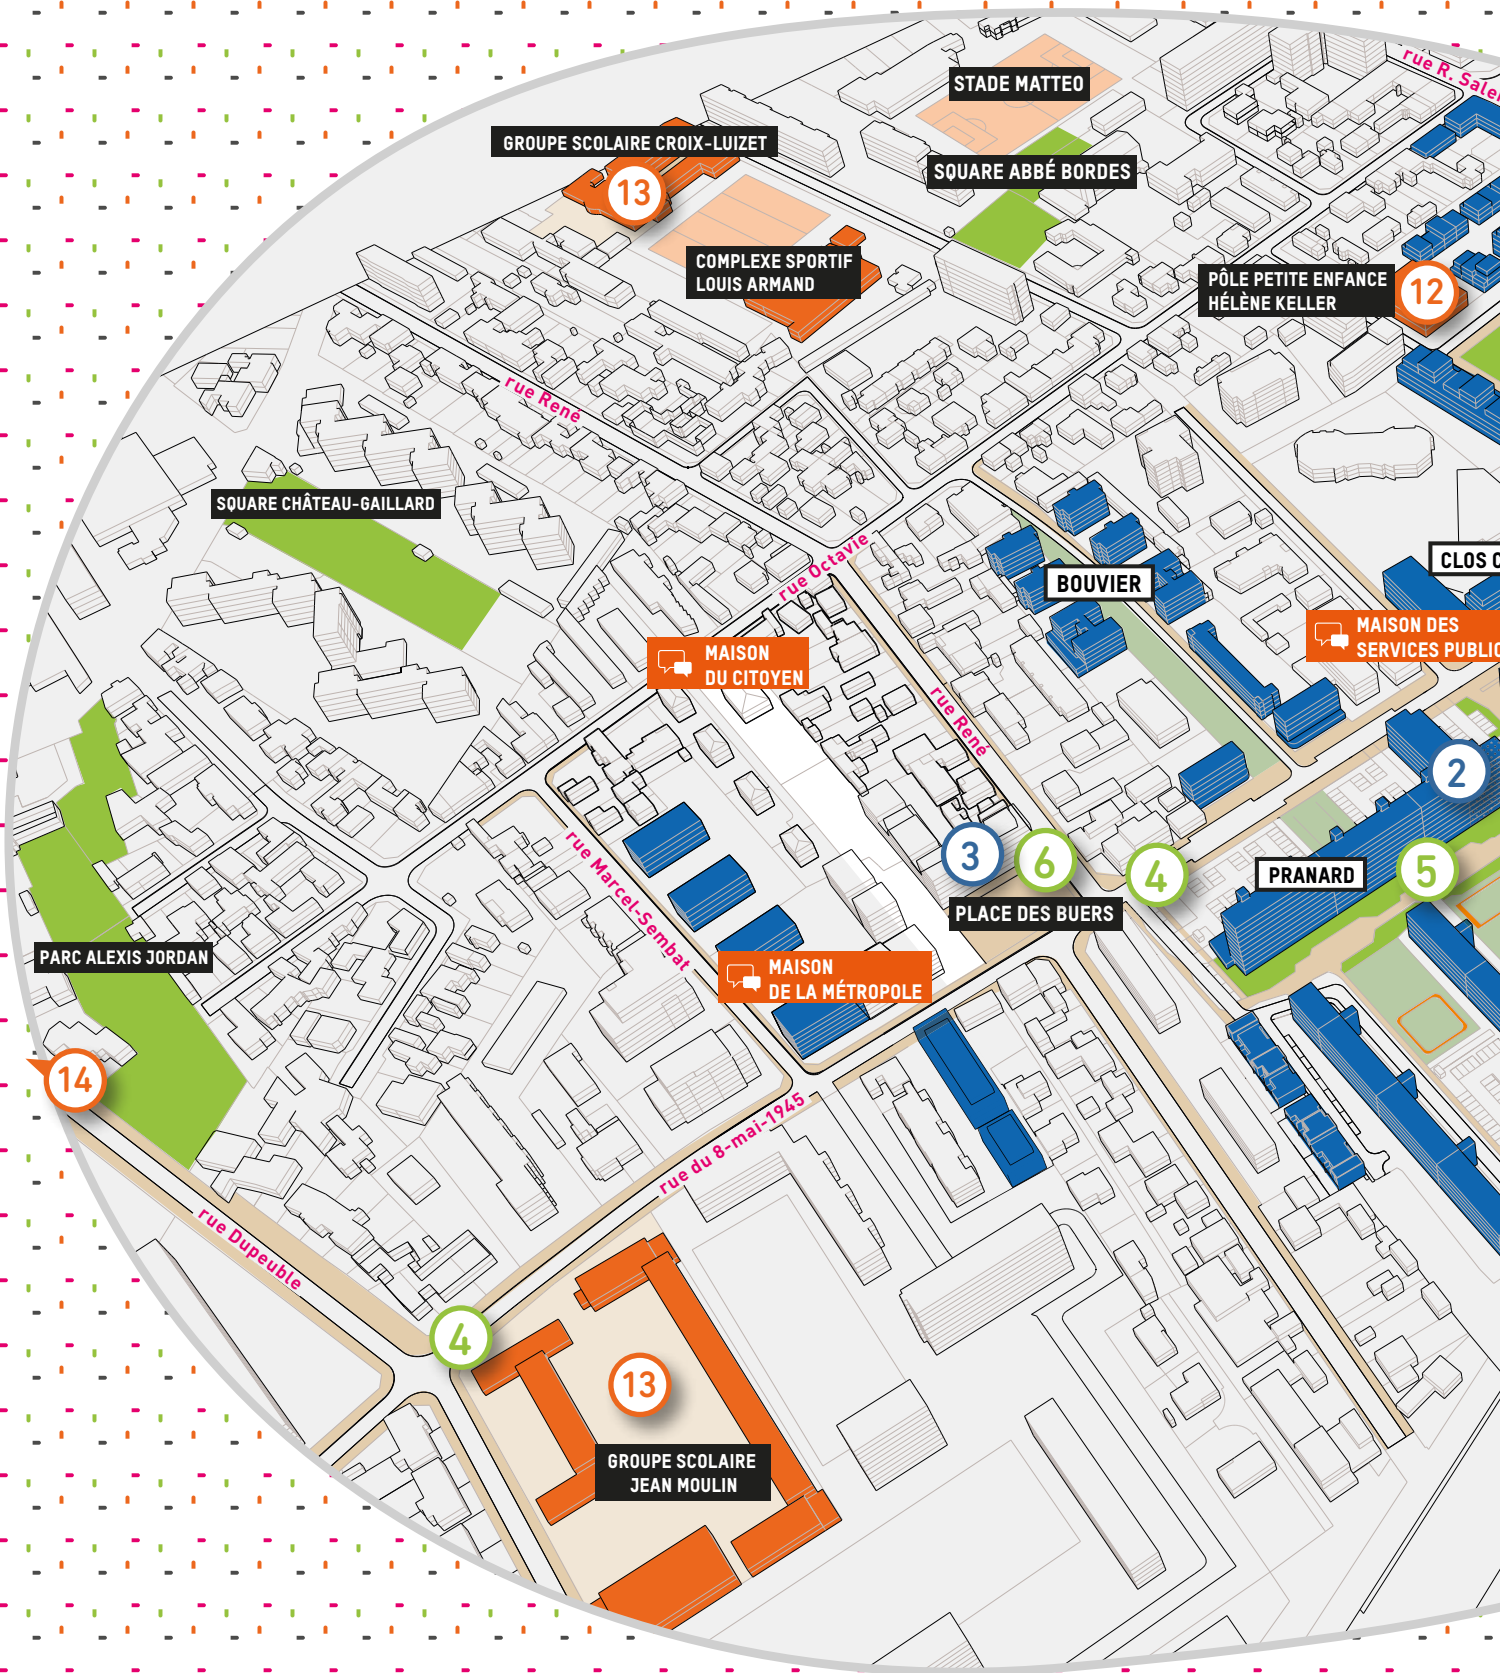 rue R. Saler
STADE MATTEO
GROUPE SCOLAIRE CROIX-LUIZET
13
SQUARE ABBÉ BORDES
COMPLEXE SPORTIF
LOUIS ARMAND
PÔLE PETITE ENFANCE
HÉLÈNE KELLER
12
rue René
SQUARE CHÂTEAU-GAILLARD
rue Octavie
BOUVIER
CLOS C
MAISON DES
SERVICES PUBLIC
MAISON
DU CITOYEN
rue René
2
rue Marcel-Sembat
3
6
4
PRANARD
5
PLACE DES BUERS
PARC ALEXIS JORDAN
MAISON
DE LA MÉTROPOLE
14
rue du 8-mai-1945
rue Dupeuble
4
13
GROUPE SCOLAIRE
JEAN MOULIN